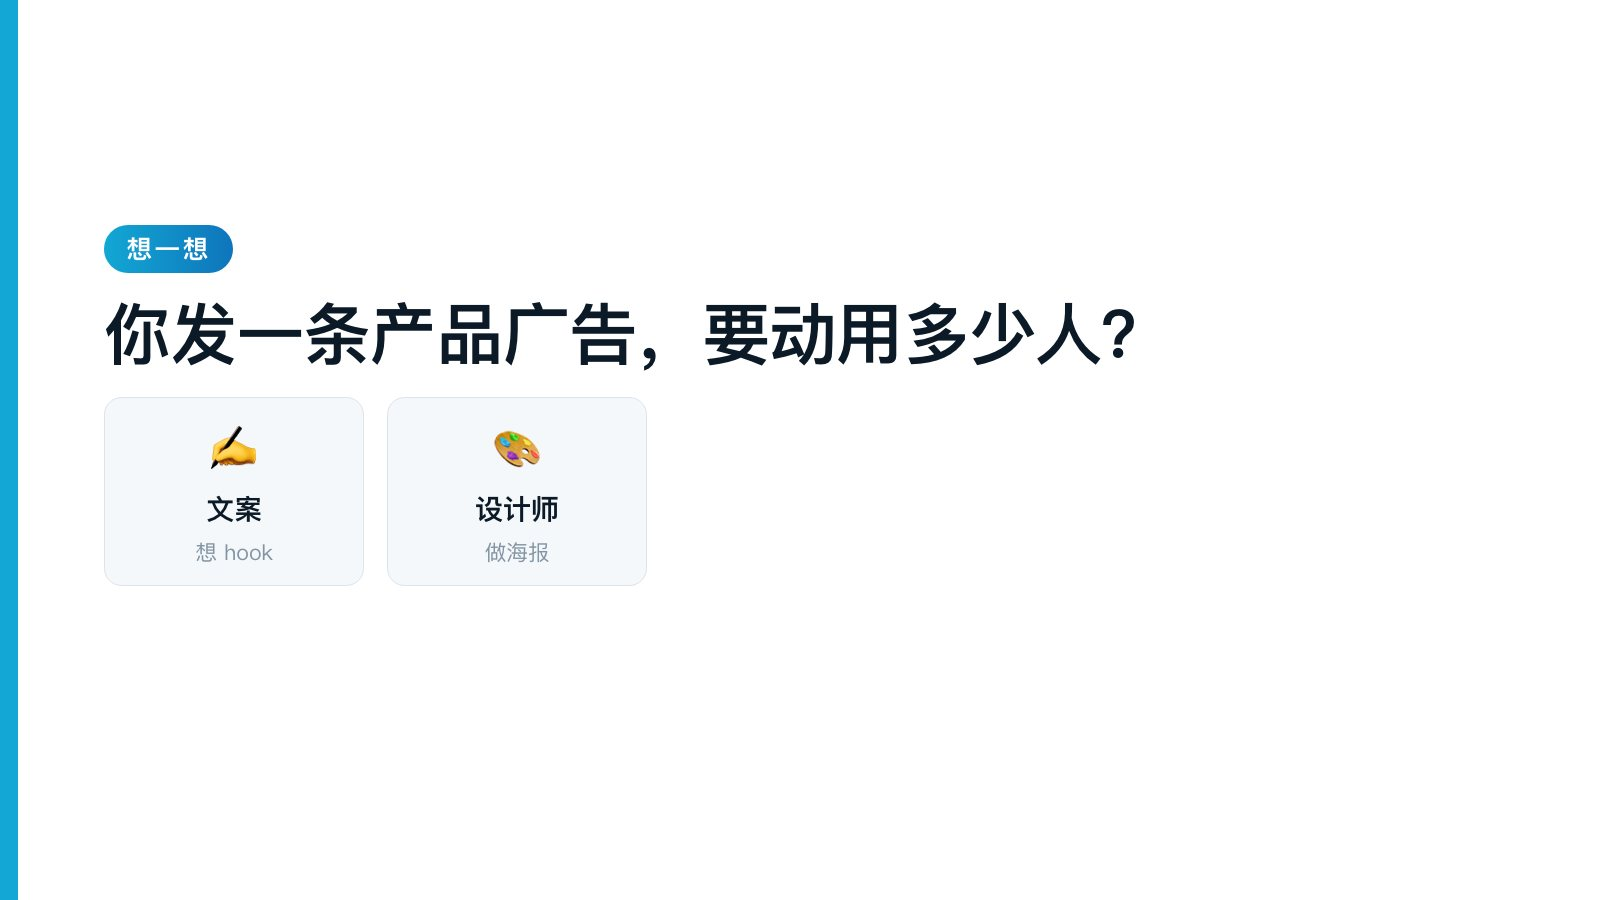 想一想
你发一条产品广告，要动用多少人？
文案
想 hook
设计师
做海报